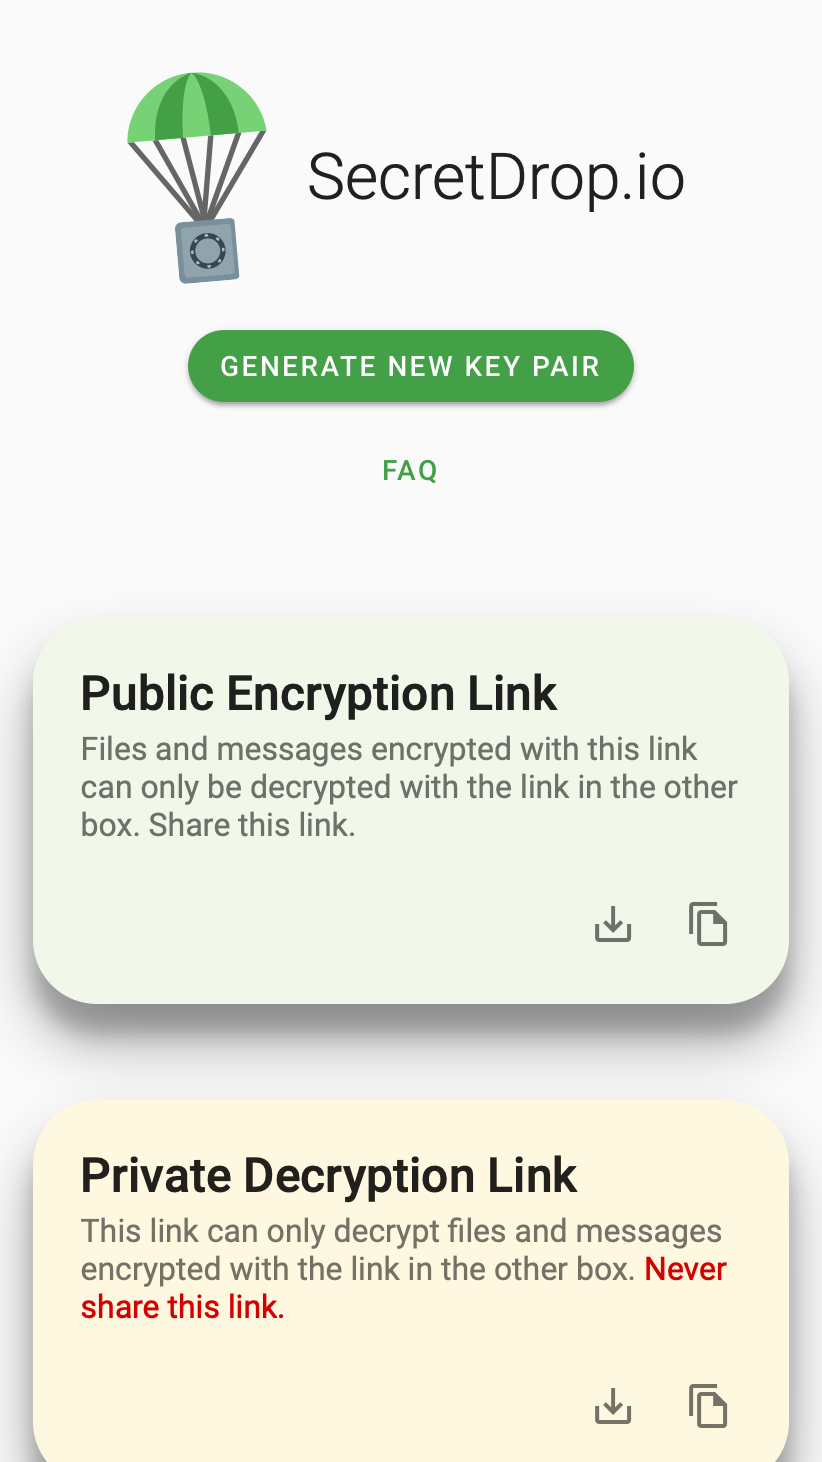 SecretDrop.io
GENERATE NEW KEY PAIR
FAQ
Public Encryption Link
Files and messages encrypted with this link
can only be decrypted with the link in the other
box. Share this link.
Private Decryption Link
This link can only decrypt files and messages
encrypted with the link in the other box. Never
share this link.